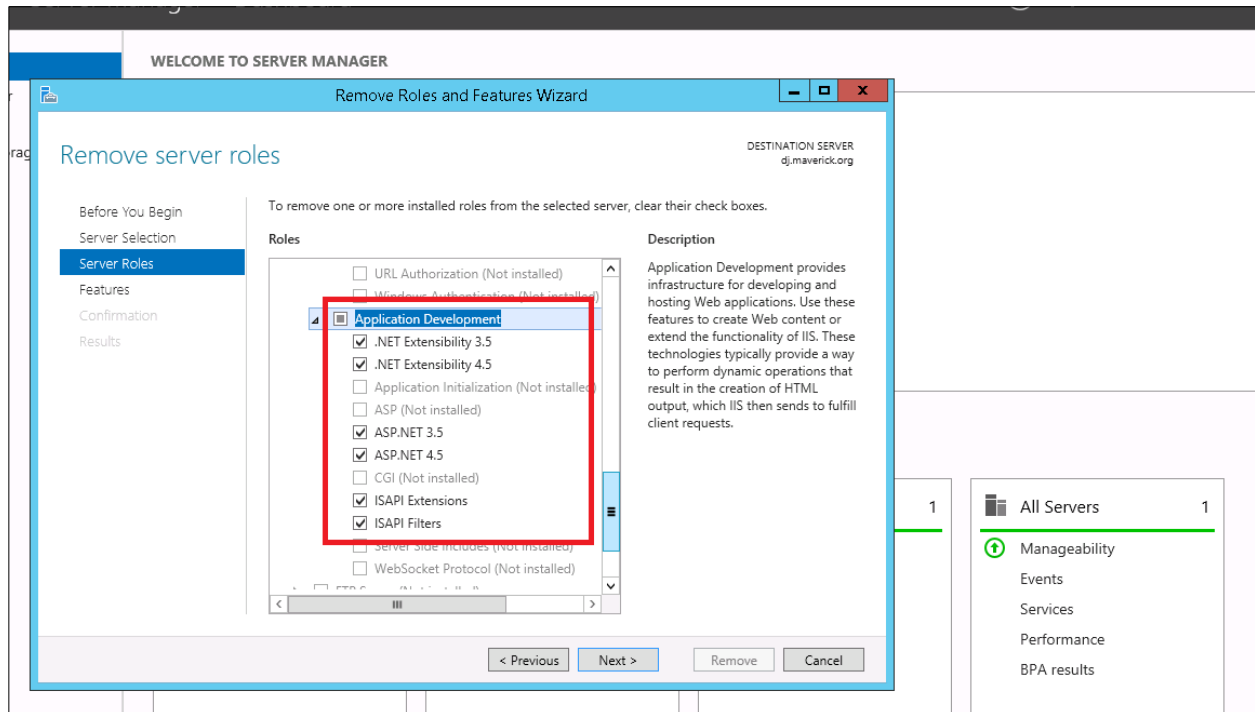 WELCOME TO SERVER MANAGER
Remove Roles and Features Wizard
Remove server roles
DESTINATION SERVER
dj.maverick.org
Before You Begin
Server Selection
Server Roles
Features
Confirmation
Results
To remove one or more installed roles from the selected server, clear their check boxes.
Roles
URL Authorization (Not installed)
Windows Authentication (Not installed)
Application Development
.NET Extensibility 3.5
.NET Extensibility 4.5
Application Initialization (Not installed)
ASP (Not installed)
ASP.NET 3.5
ASP.NET 4.5
CGI (Not installed)
ISAPI Extensions
ISAPI Filters
Server Side Includes (Not installed)
WebSocket Protocol (Not installed)
Description
Application Development provides
infrastructure for developing and
hosting Web applications. Use these
features to create Web content or
extend the functionality of IIS. These
technologies typically provide a way
to perform dynamic operations that
result in the creation of HTML
output, which IIS then sends to fulfill
client requests.
< Previous
Next >
Remove
Cancel
1
All Servers 1
Manageability
Events
Services
Performance
BPA results